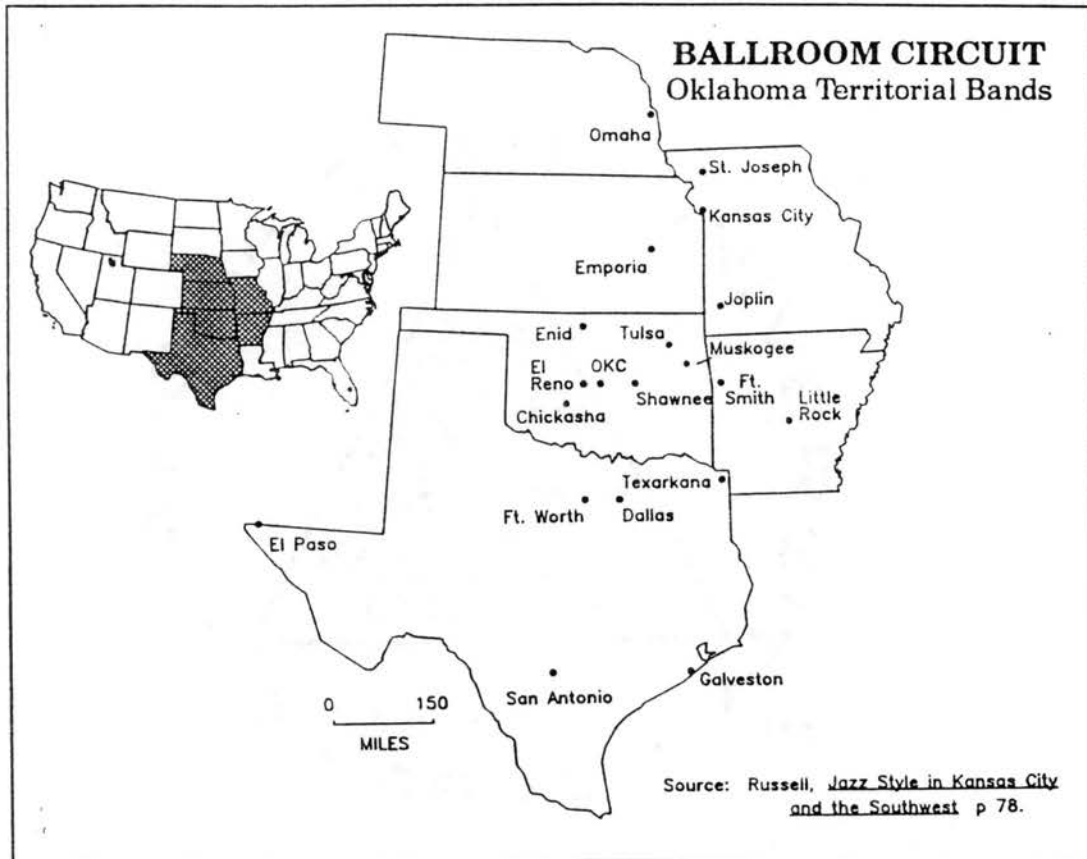 BALLROOM CIRCUIT
Oklahoma Territorial Bands
Omaha
St. Joseph
Kansas City
Emporia
Joplin
Enid
Tulsa
Muskogee
El
Reno
OKC
Shawnee
Ft.
Smith
Little
Rock
Chickasha
Texarkana
Ft. Worth
Dallas
El Paso
San Antonio
Galveston
0 150
MILES
Source: Russell, Jazz Style in Kansas City
and the Southwest p 78.